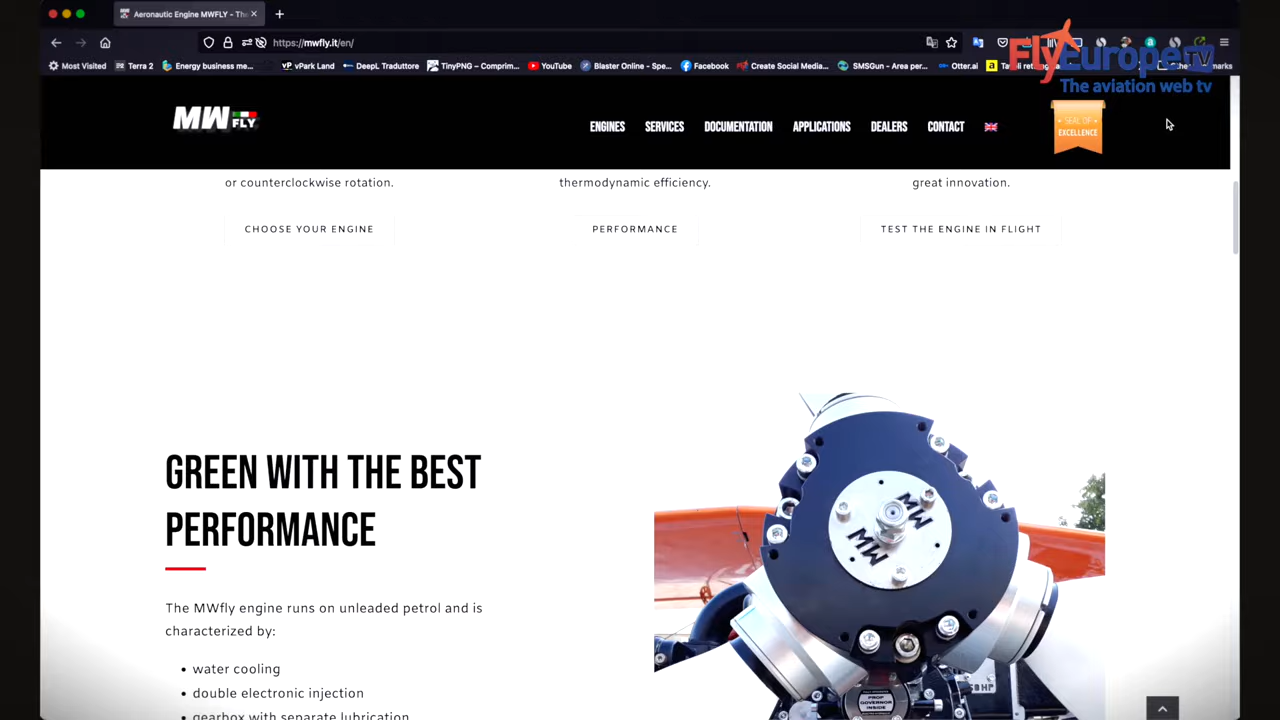 Aeronautic Engine MWFLY - The
https://mwfly.it/en/
Most Visited
Terra 2
Energy business me...
vPark Land
DeepL Traduttore
TinyPNG – Comprim...
YouTube
Blaster Online - Spe...
Facebook
Create Social Media...
SMSGun - Area per...
Otter.ai
FlyEurope TV
The aviation web tv
MW FLY
ENGINES
SERVICES
DOCUMENTATION
APPLICATIONS
DEALERS
CONTACT
SEAL OF
EXCELLENCE
or counterclockwise rotation.
thermodynamic efficiency.
great innovation.
CHOOSE YOUR ENGINE
PERFORMANCE
TEST THE ENGINE IN FLIGHT
GREEN WITH THE BEST
PERFORMANCE
The MWfly engine runs on unleaded petrol and is
characterized by:
• water cooling
• double electronic injection
• gearbox with separate lubrication
MW
MW
PROP
GOVERNOR
INSIDE